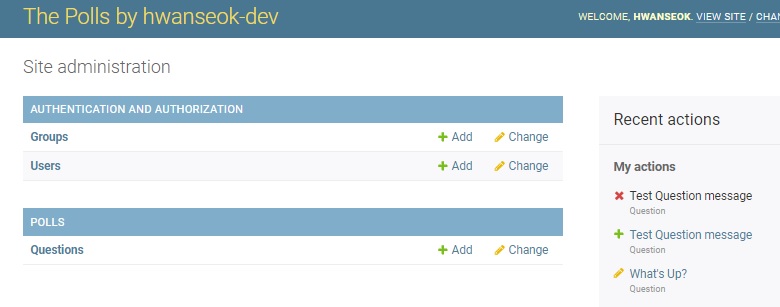 The Polls by hwanseok-dev
WELCOME, HWANSEOK. VIEW SITE / CHAN
Site administration
AUTHENTICATION AND AUTHORIZATION
Groups Add Change
Users Add Change
POLLS
Questions Add Change
Recent actions
My actions
Test Question message
Question
Test Question message
Question
What's Up?
Question